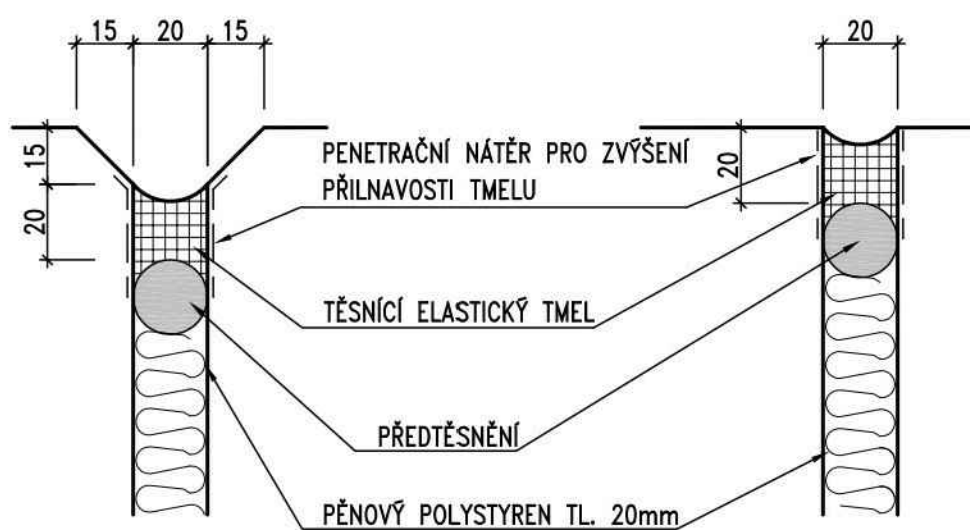 15 20 15
20
15
20
20
PENETRAČNÍ NÁTĚR PRO ZVÝŠENÍ
PŘILNAVOSTI TMELU
TĚSNÍCÍ ELASTICKÝ TMEL
PŘEDTĚSNĚNÍ
PĚNOVÝ POLYSTYREN TL. 20mm